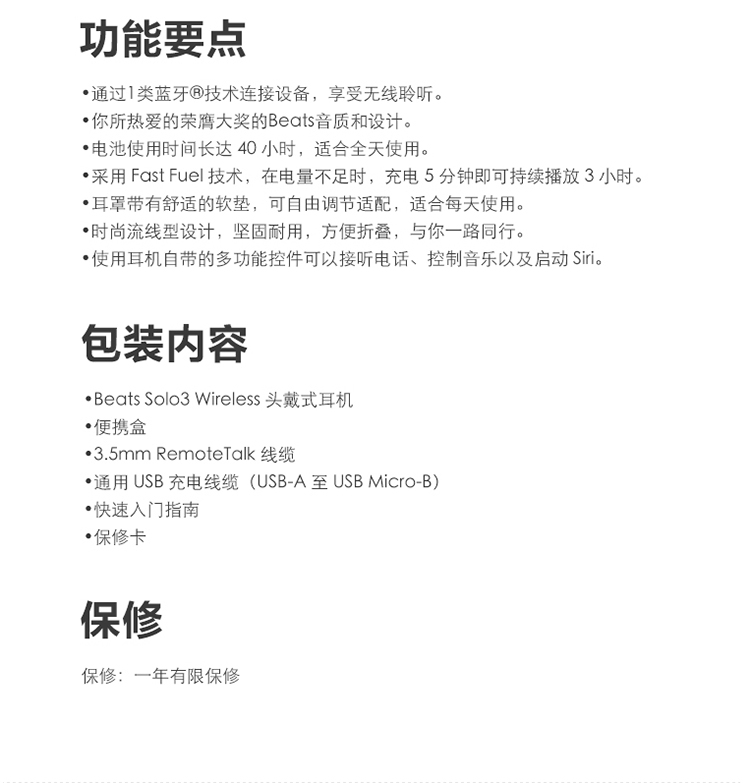 功能要点
•通过1类蓝牙®技术连接设备，享受无线聆听。
•你所热爱的荣膺大奖的Beats音质和设计。
•电池使用时间长达 40 小时，适合全天使用。
•采用 Fast Fuel 技术，在电量不足时，充电 5 分钟即可持续播放 3 小时。
•耳罩带有舒适的软垫，可自由调节适配，适合每天使用。
•时尚流线型设计，坚固耐用，方便折叠，与你一路同行。
•使用耳机自带的多功能控件可以接听电话、控制音乐以及启动 Siri。
包装内容
•Beats Solo3 Wireless 头戴式耳机
•便携盒
•3.5mm RemoteTalk 线缆
•通用 USB 充电线缆（USB-A 至 USB Micro-B）
•快速入门指南
•保修卡
保修
保修：一年有限保修